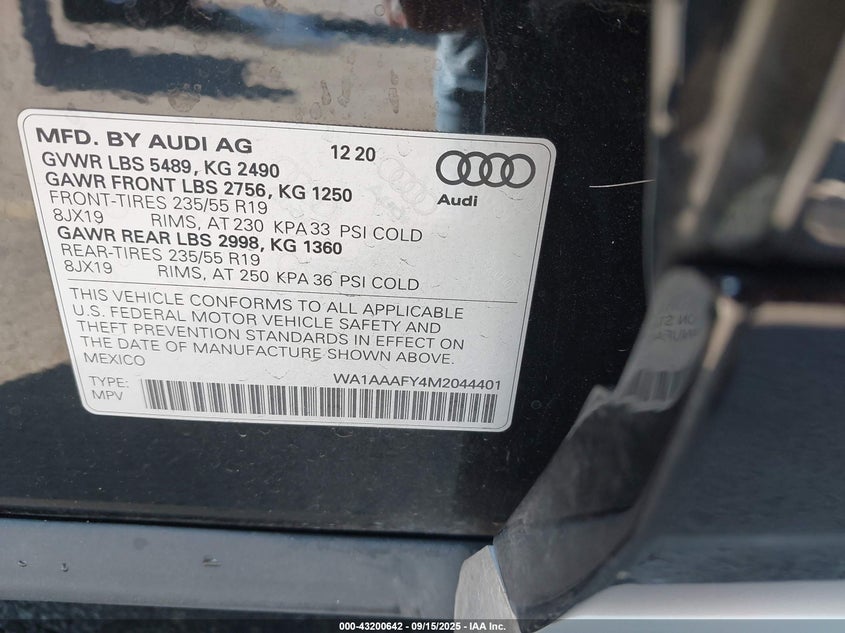 MFD. BY AUDI AG 12 20
GVWR LBS 5489, KG 2490
GAWR FRONT LBS 2756, KG 1250
FRONT-TIRES 235/55 R19
8JX19 RIMS, AT 230 KPA 33 PSI COLD
GAWR REAR LBS 2998, KG 1360
REAR-TIRES 235/55 R19
8JX19 RIMS, AT 250 KPA 36 PSI COLD
Audi
THIS VEHICLE CONFORMS TO ALL APPLICABLE
U.S. FEDERAL MOTOR VEHICLE SAFETY AND
THEFT PREVENTION STANDARDS IN EFFECT ON
THE DATE OF MANUFACTURE SHOWN ABOVE.
MEXICO
WA1AAAFY4M2044401
TYPE:
MPV
000-43200642 - 09/15/2025 - IAA Inc.